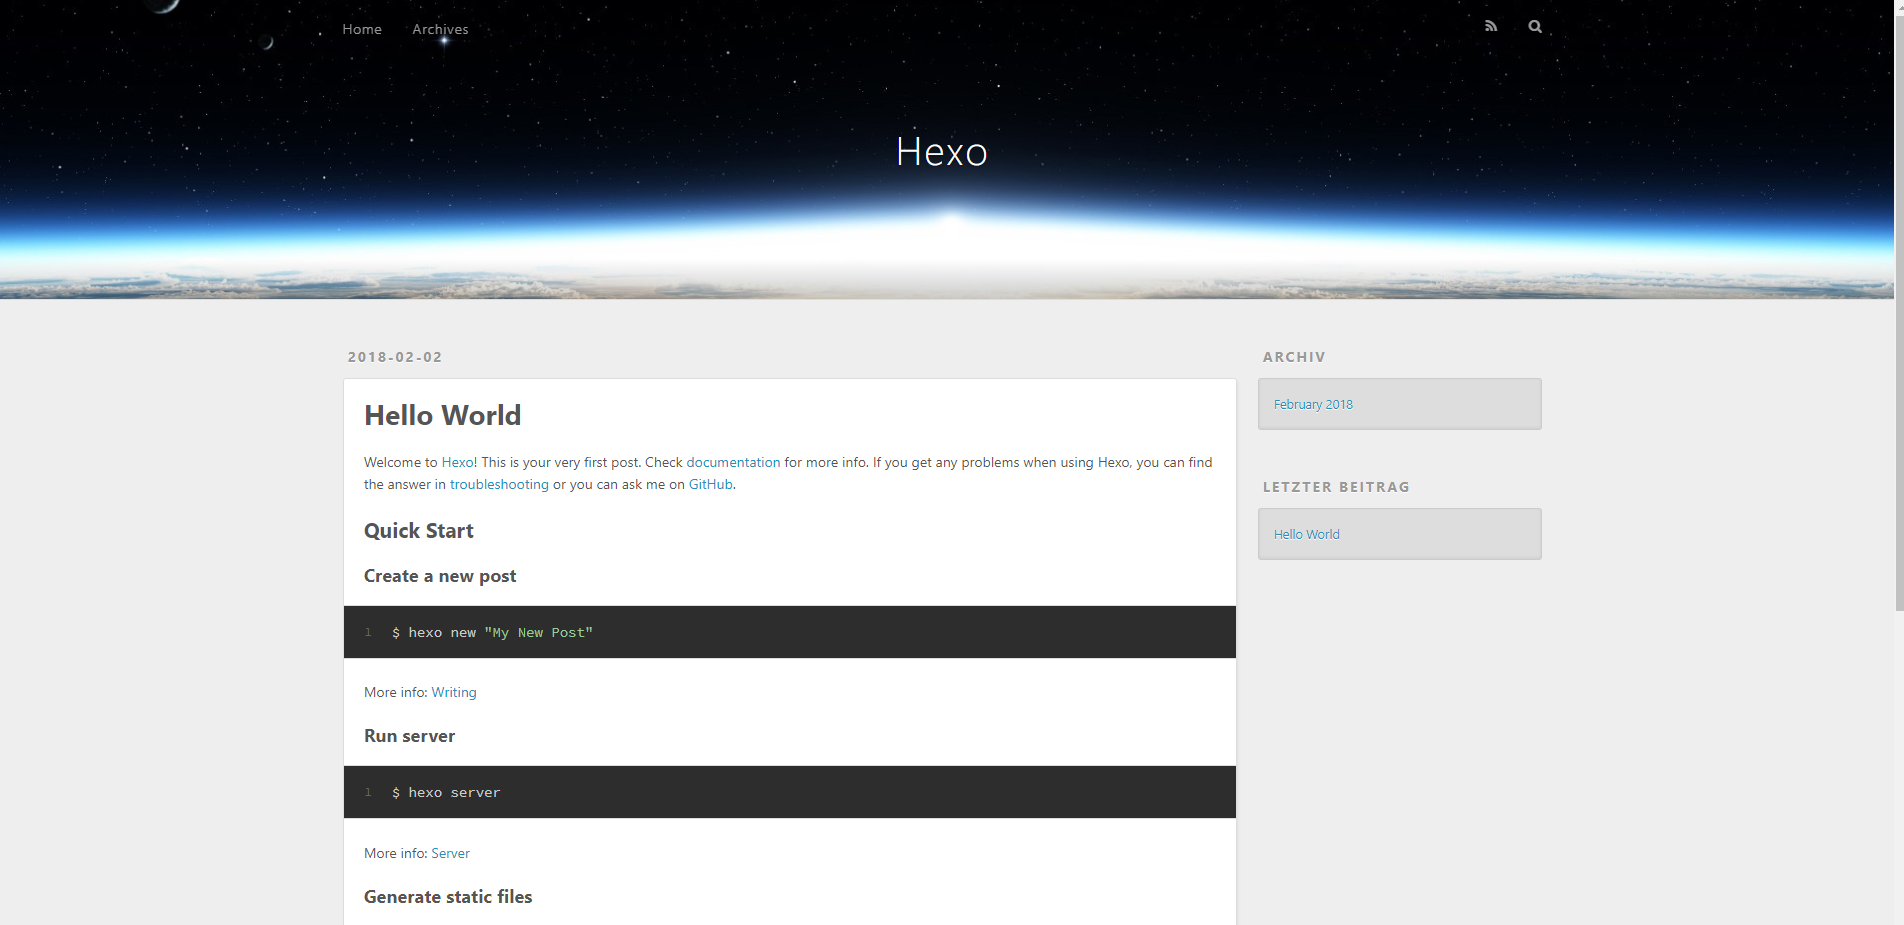 Home Archives
Hexo
2018-02-02
Hello World
Welcome to Hexo! This is your very first post. Check documentation for more info. If you get any problems when using Hexo, you can find
the answer in troubleshooting or you can ask me on GitHub.
Quick Start
Create a new post
1 $ hexo new "My New Post"
More info: Writing
Run server
1 $ hexo server
More info: Server
Generate static files
ARCHIV
February 2018
LETZTER BEITRAG
Hello World